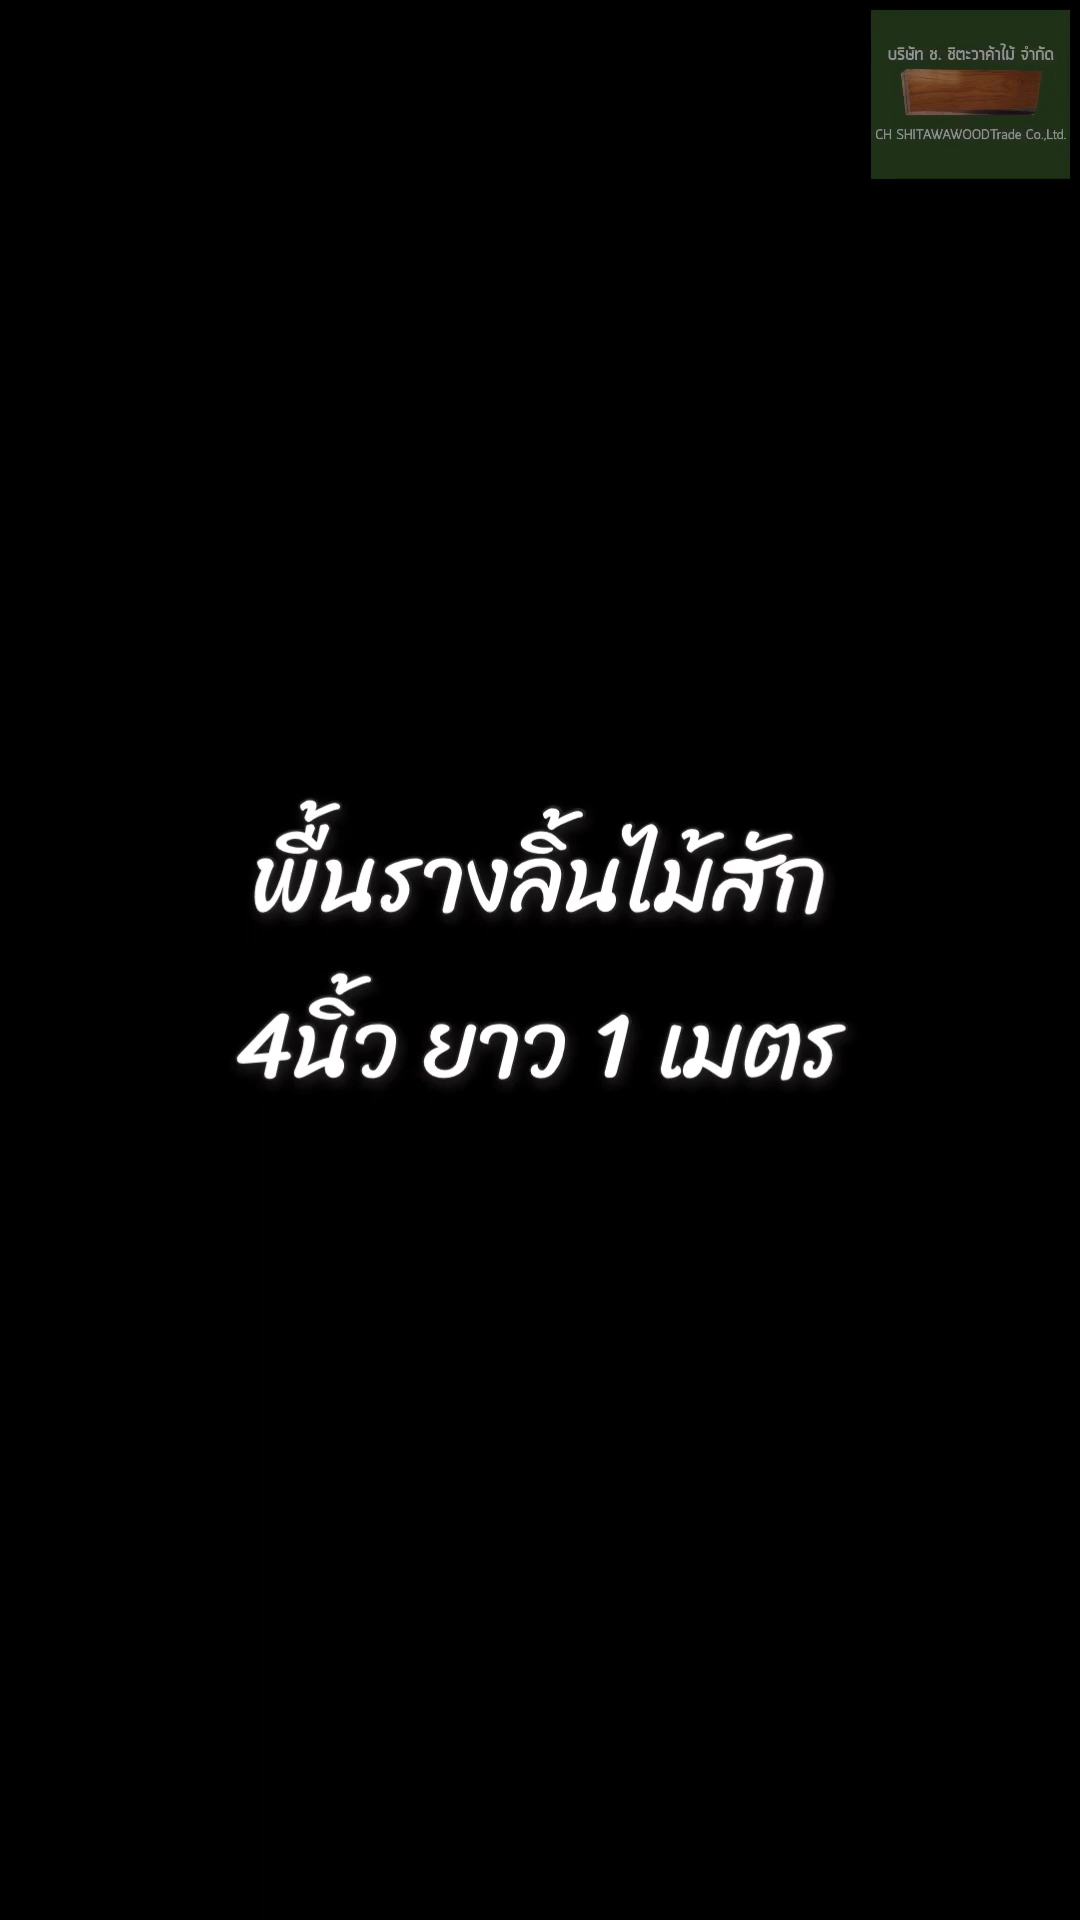 บริษัท ช. ชิตะวาค้าไม้ จำกัด
CH SHITAWAWOODTrade Co.,Ltd.
พื้นรางลิ้นไม้สัก
4นิ้ว ยาว 1 เมตร